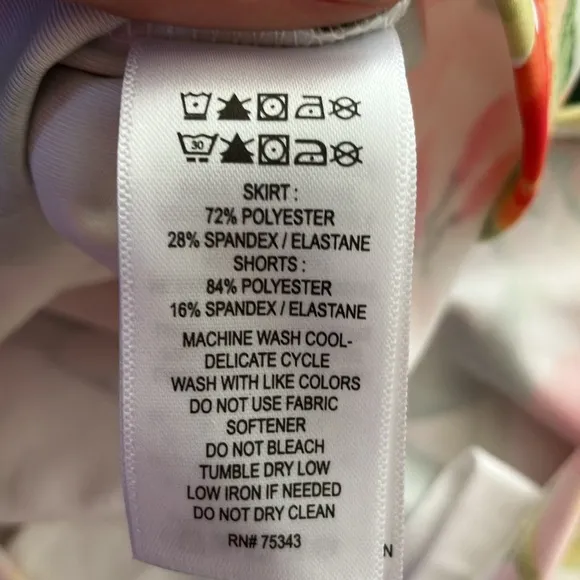 30
SKIRT :
72% POLYESTER
28% SPANDEX / ELASTANE
SHORTS :
84% POLYESTER
16% SPANDEX / ELASTANE
MACHINE WASH COOL-
DELICATE CYCLE
WASH WITH LIKE COLORS
DO NOT USE FABRIC
SOFTENER
DO NOT BLEACH
TUMBLE DRY LOW
LOW IRON IF NEEDED
DO NOT DRY CLEAN
RN# 75343
N